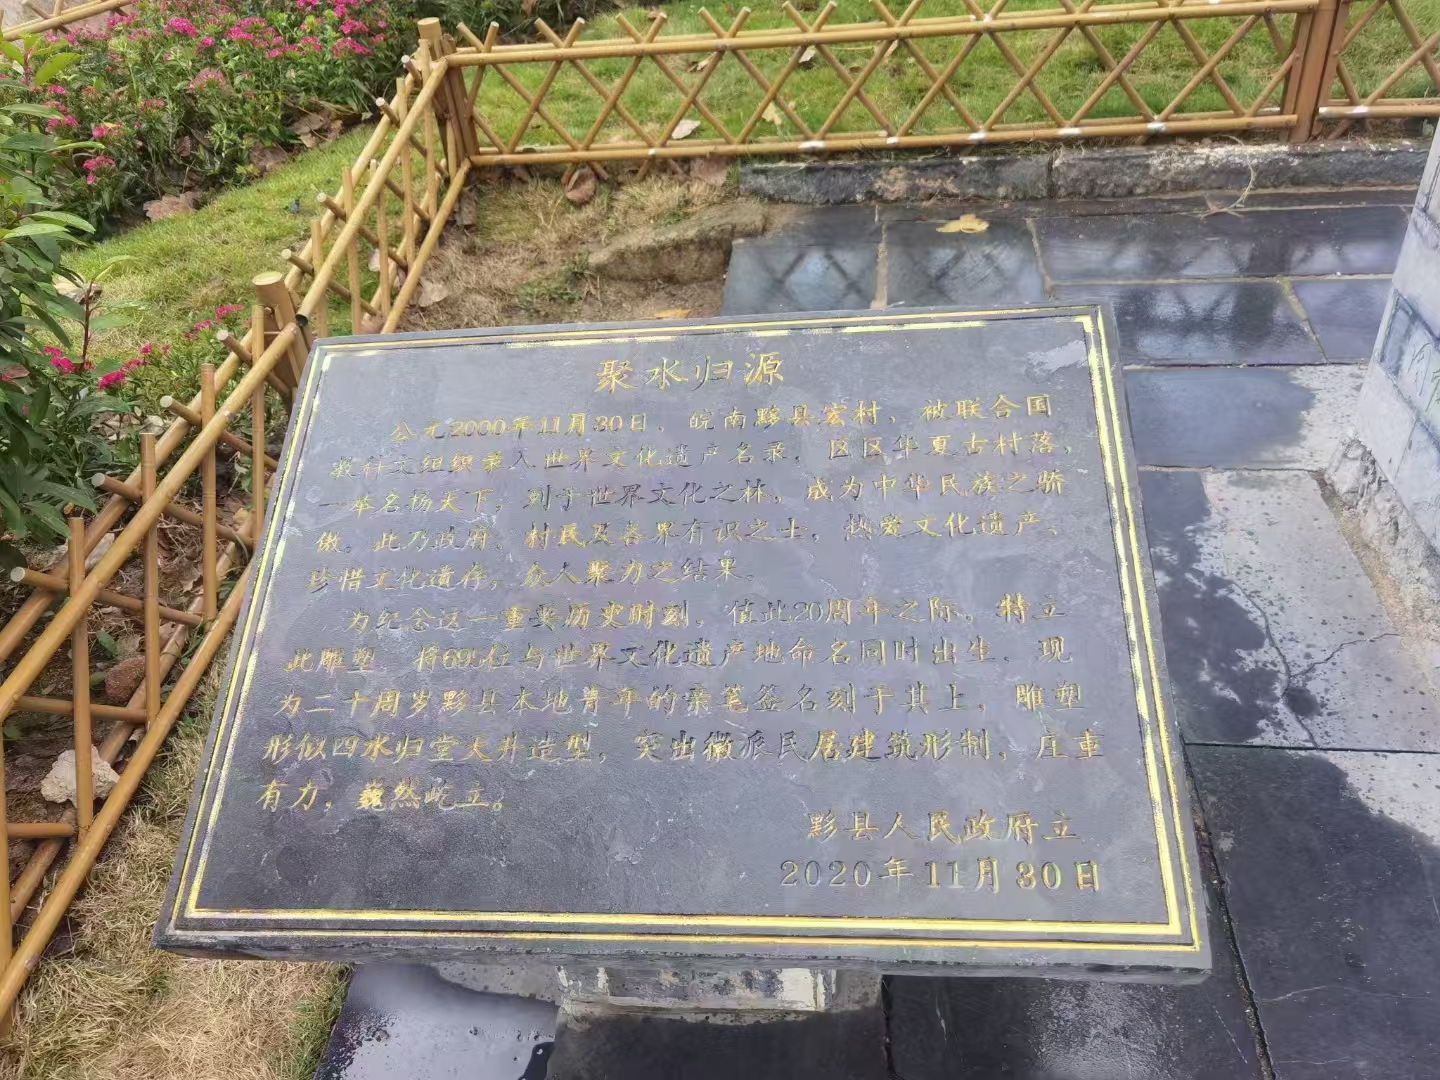 聚水归源
公元2000年11月30日，皖南黟县宏村，被联合国
教科文组织录入世界文化遗产名录，区区华夏古村落，
一举名扬天下，列于世界文化之林，成为中华民族之骄
傲。此乃政府、村民及各界有识之士，热爱文化遗产、
珍惜文化遗存，众人聚力之结果。
为纪念这一重要历史时刻，值此20周年之际，特立
此雕塑 将695位与世界文化遗产地命名同时出生，现
为二十周岁黟县本地青年的亲笔签名刻于其上，雕塑
形似四水归堂天井造型，突出徽派民居建筑形制，庄重
有力，巍然屹立。
黟县人民政府立
2020年11月30日